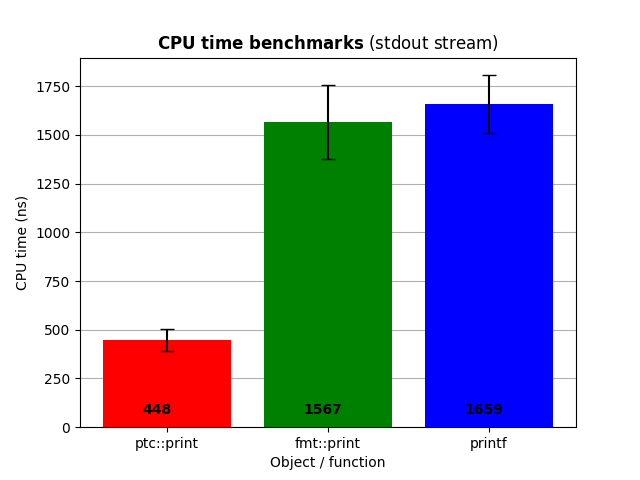 CPU time benchmarks (stdout stream)
1750
1500
1250
1000
750
500
250
0
CPU time (ns)
448
1567
1659
ptc::print
fmt::print
printf
Object / function